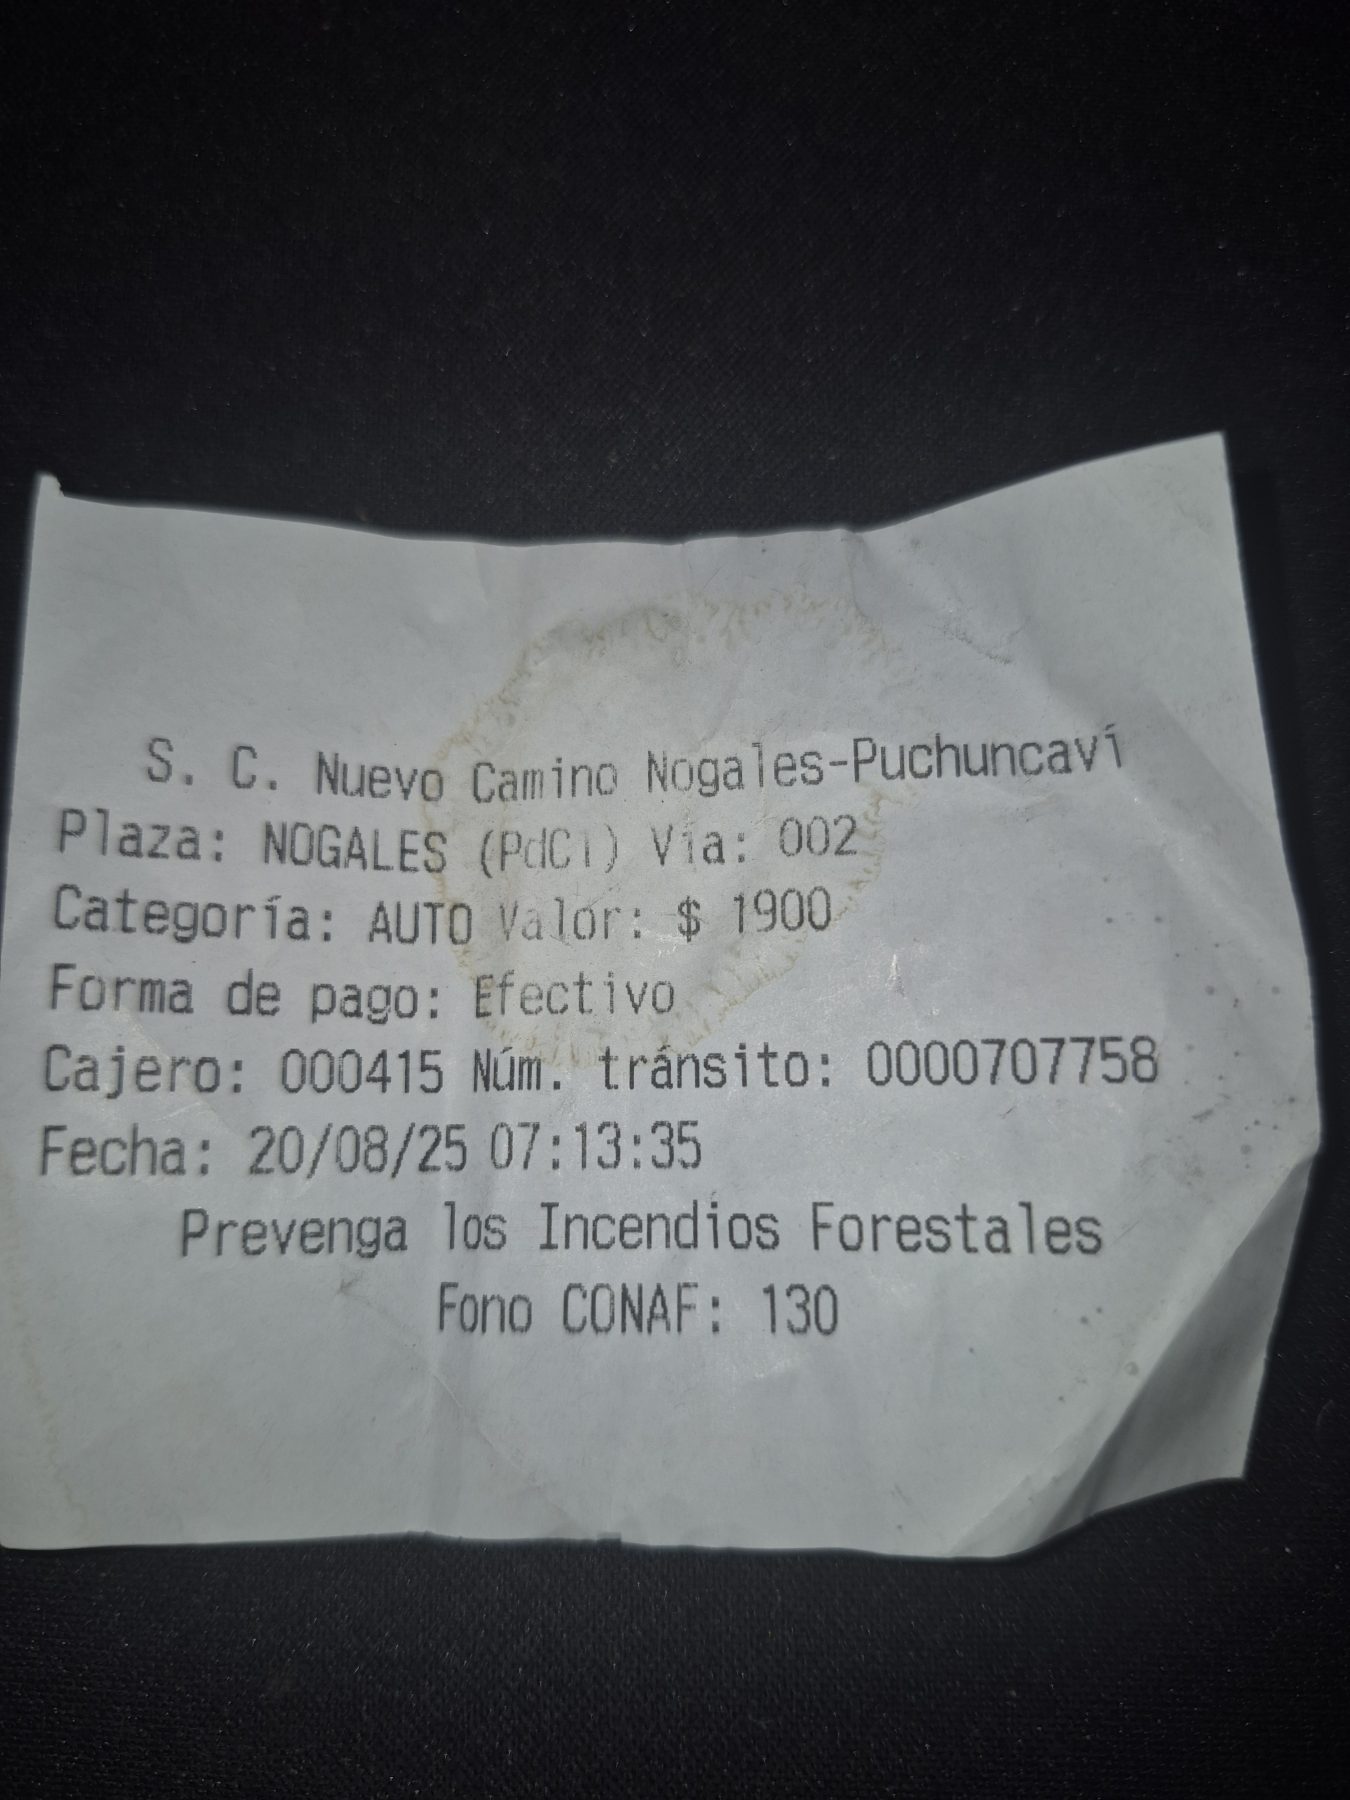 S. C. Nuevo Camino Nogales-Puchuncaví
Plaza: NOGALES (PdC1) Vía: 002
Categoría: AUTO Valor: $ 1900
Forma de pago: Efectivo
Cajero: 000415 Núm. tránsito: 0000707758
Fecha: 20/08/25 07:13:35
Prevenga los Incendios Forestales
Fono CONAF: 130